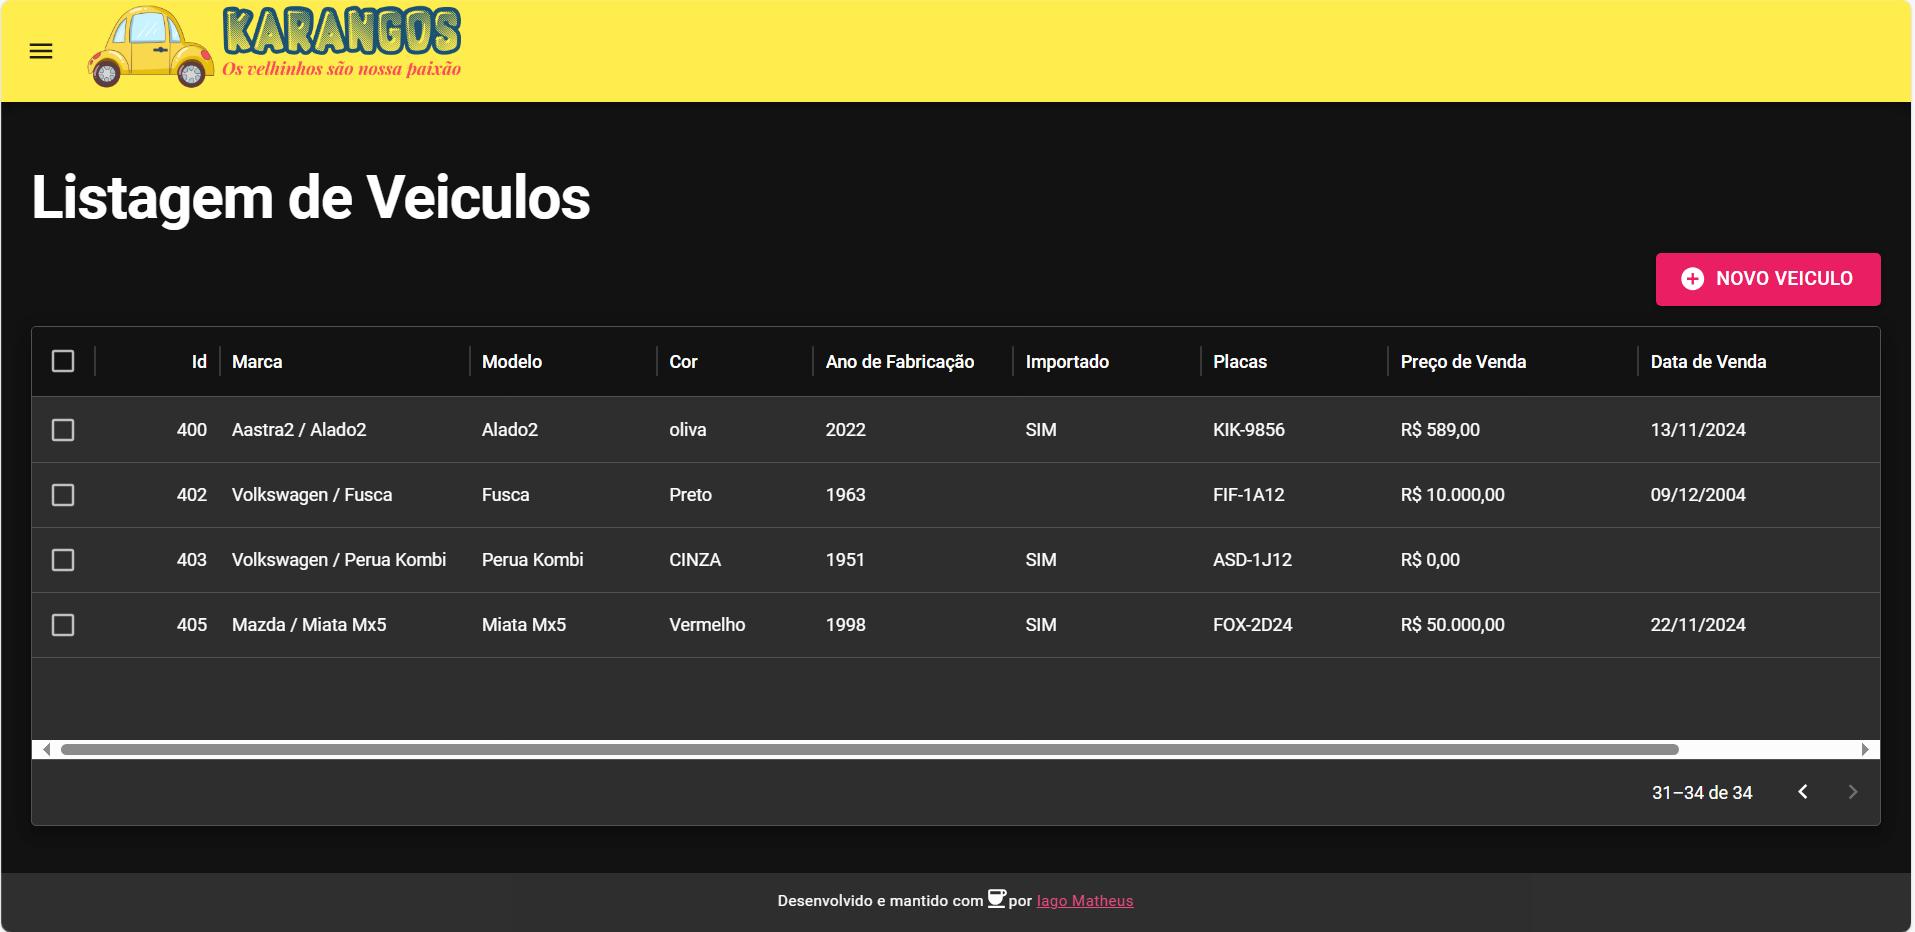 KARANGOS
Os velhinhos são nossa paixão
Listagem de Veiculos
NOVO VEICULO
Id Marca Modelo Cor Ano de Fabricação Importado Placas Preço de Venda Data de Venda
400 Aastra2 / Alado2 Alado2 oliva 2022 SIM KIK-9856 R$ 589,00 13/11/2024
402 Volkswagen / Fusca Fusca Preto 1963 FIF-1A12 R$ 10.000,00 09/12/2004
403 Volkswagen / Perua Kombi Perua Kombi CINZA 1951 SIM ASD-1J12 R$ 0,00
405 Mazda / Miata Mx5 Miata Mx5 Vermelho 1998 SIM FOX-2D24 R$ 50.000,00 22/11/2024
31–34 de 34
Desenvolvido e mantido com por Iago Matheus